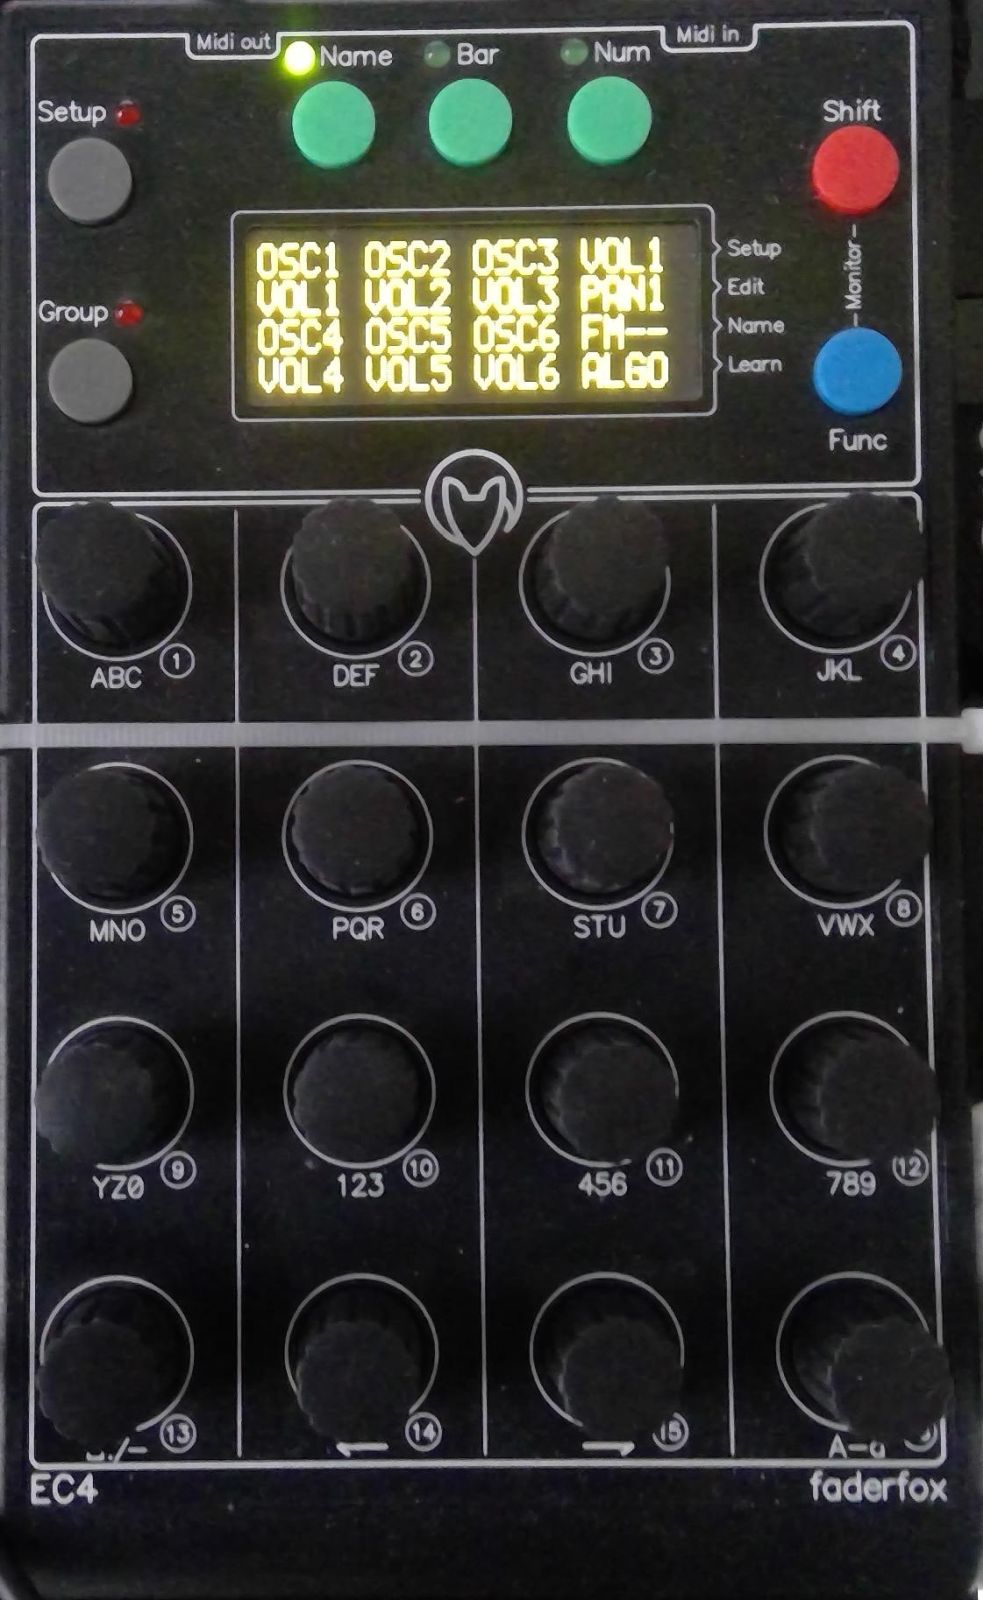 Midi out
Midi in
Name
Bar
Num
Setup
Shift
OSC1 OSC2 OSC3 VOL1
VOL1 VOL2 VOL3 PAN1
OSC4 OSC5 OSC6 FM--
VOL4 VOL5 VOL6 ALGO
Setup
Edit
Name
Learn
-Monitor-
Group
Func
ABC 1
DEF 2
GHI 3
JKL 4
MNO 5
PQR 6
STU 7
VWX 8
YZ0 9
123 10
456 11
789 12
13
14
15
EC4
faderfox